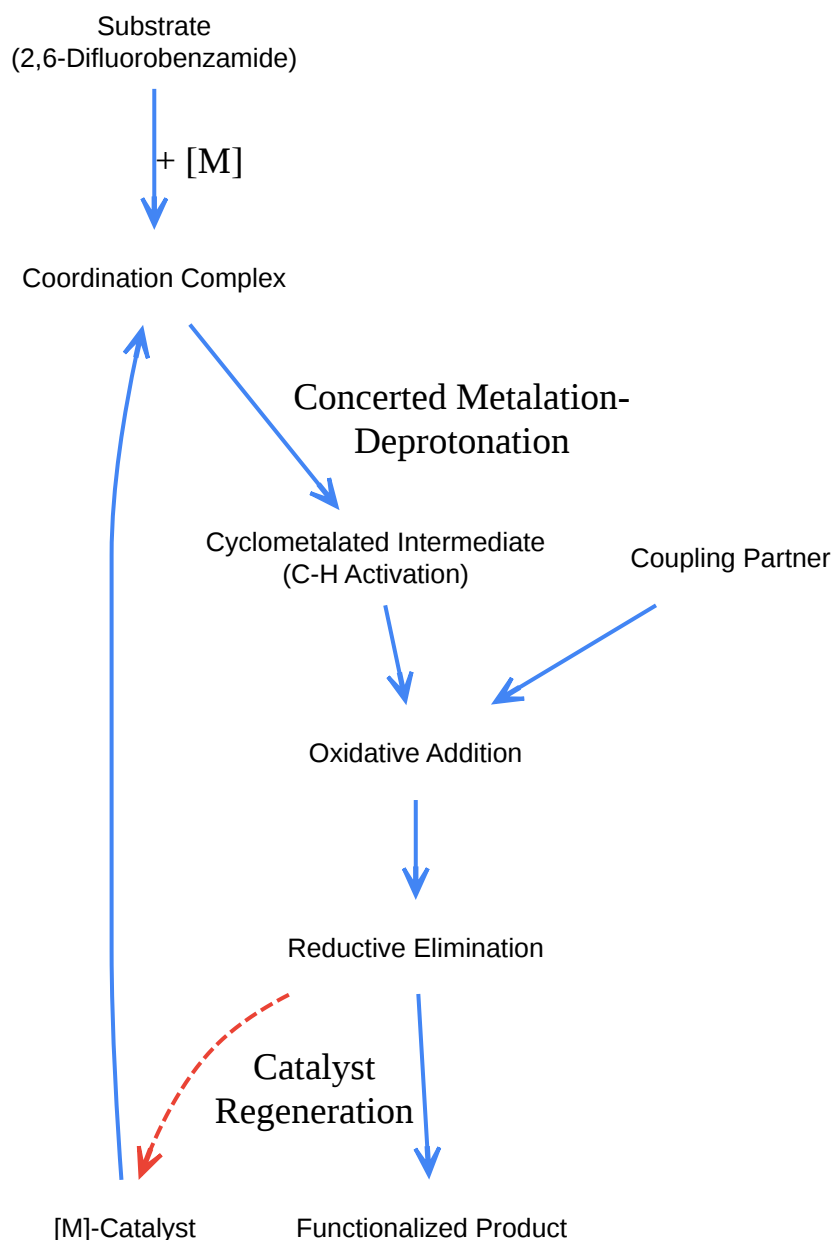 Substrate
(2,6-Difluorobenzamide)
+ [M]
Coordination Complex
Concerted Metalation-
Deprotonation
Cyclometalated Intermediate
(C-H Activation)
Coupling Partner
Oxidative Addition
Reductive Elimination
Catalyst
Regeneration
[M]-Catalyst
Functionalized Product